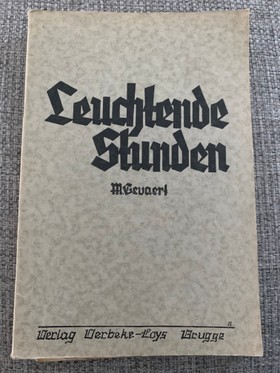 Leuchtende
Stunden
M. Gevaert
Verlag Verbeke-Loys Brugge